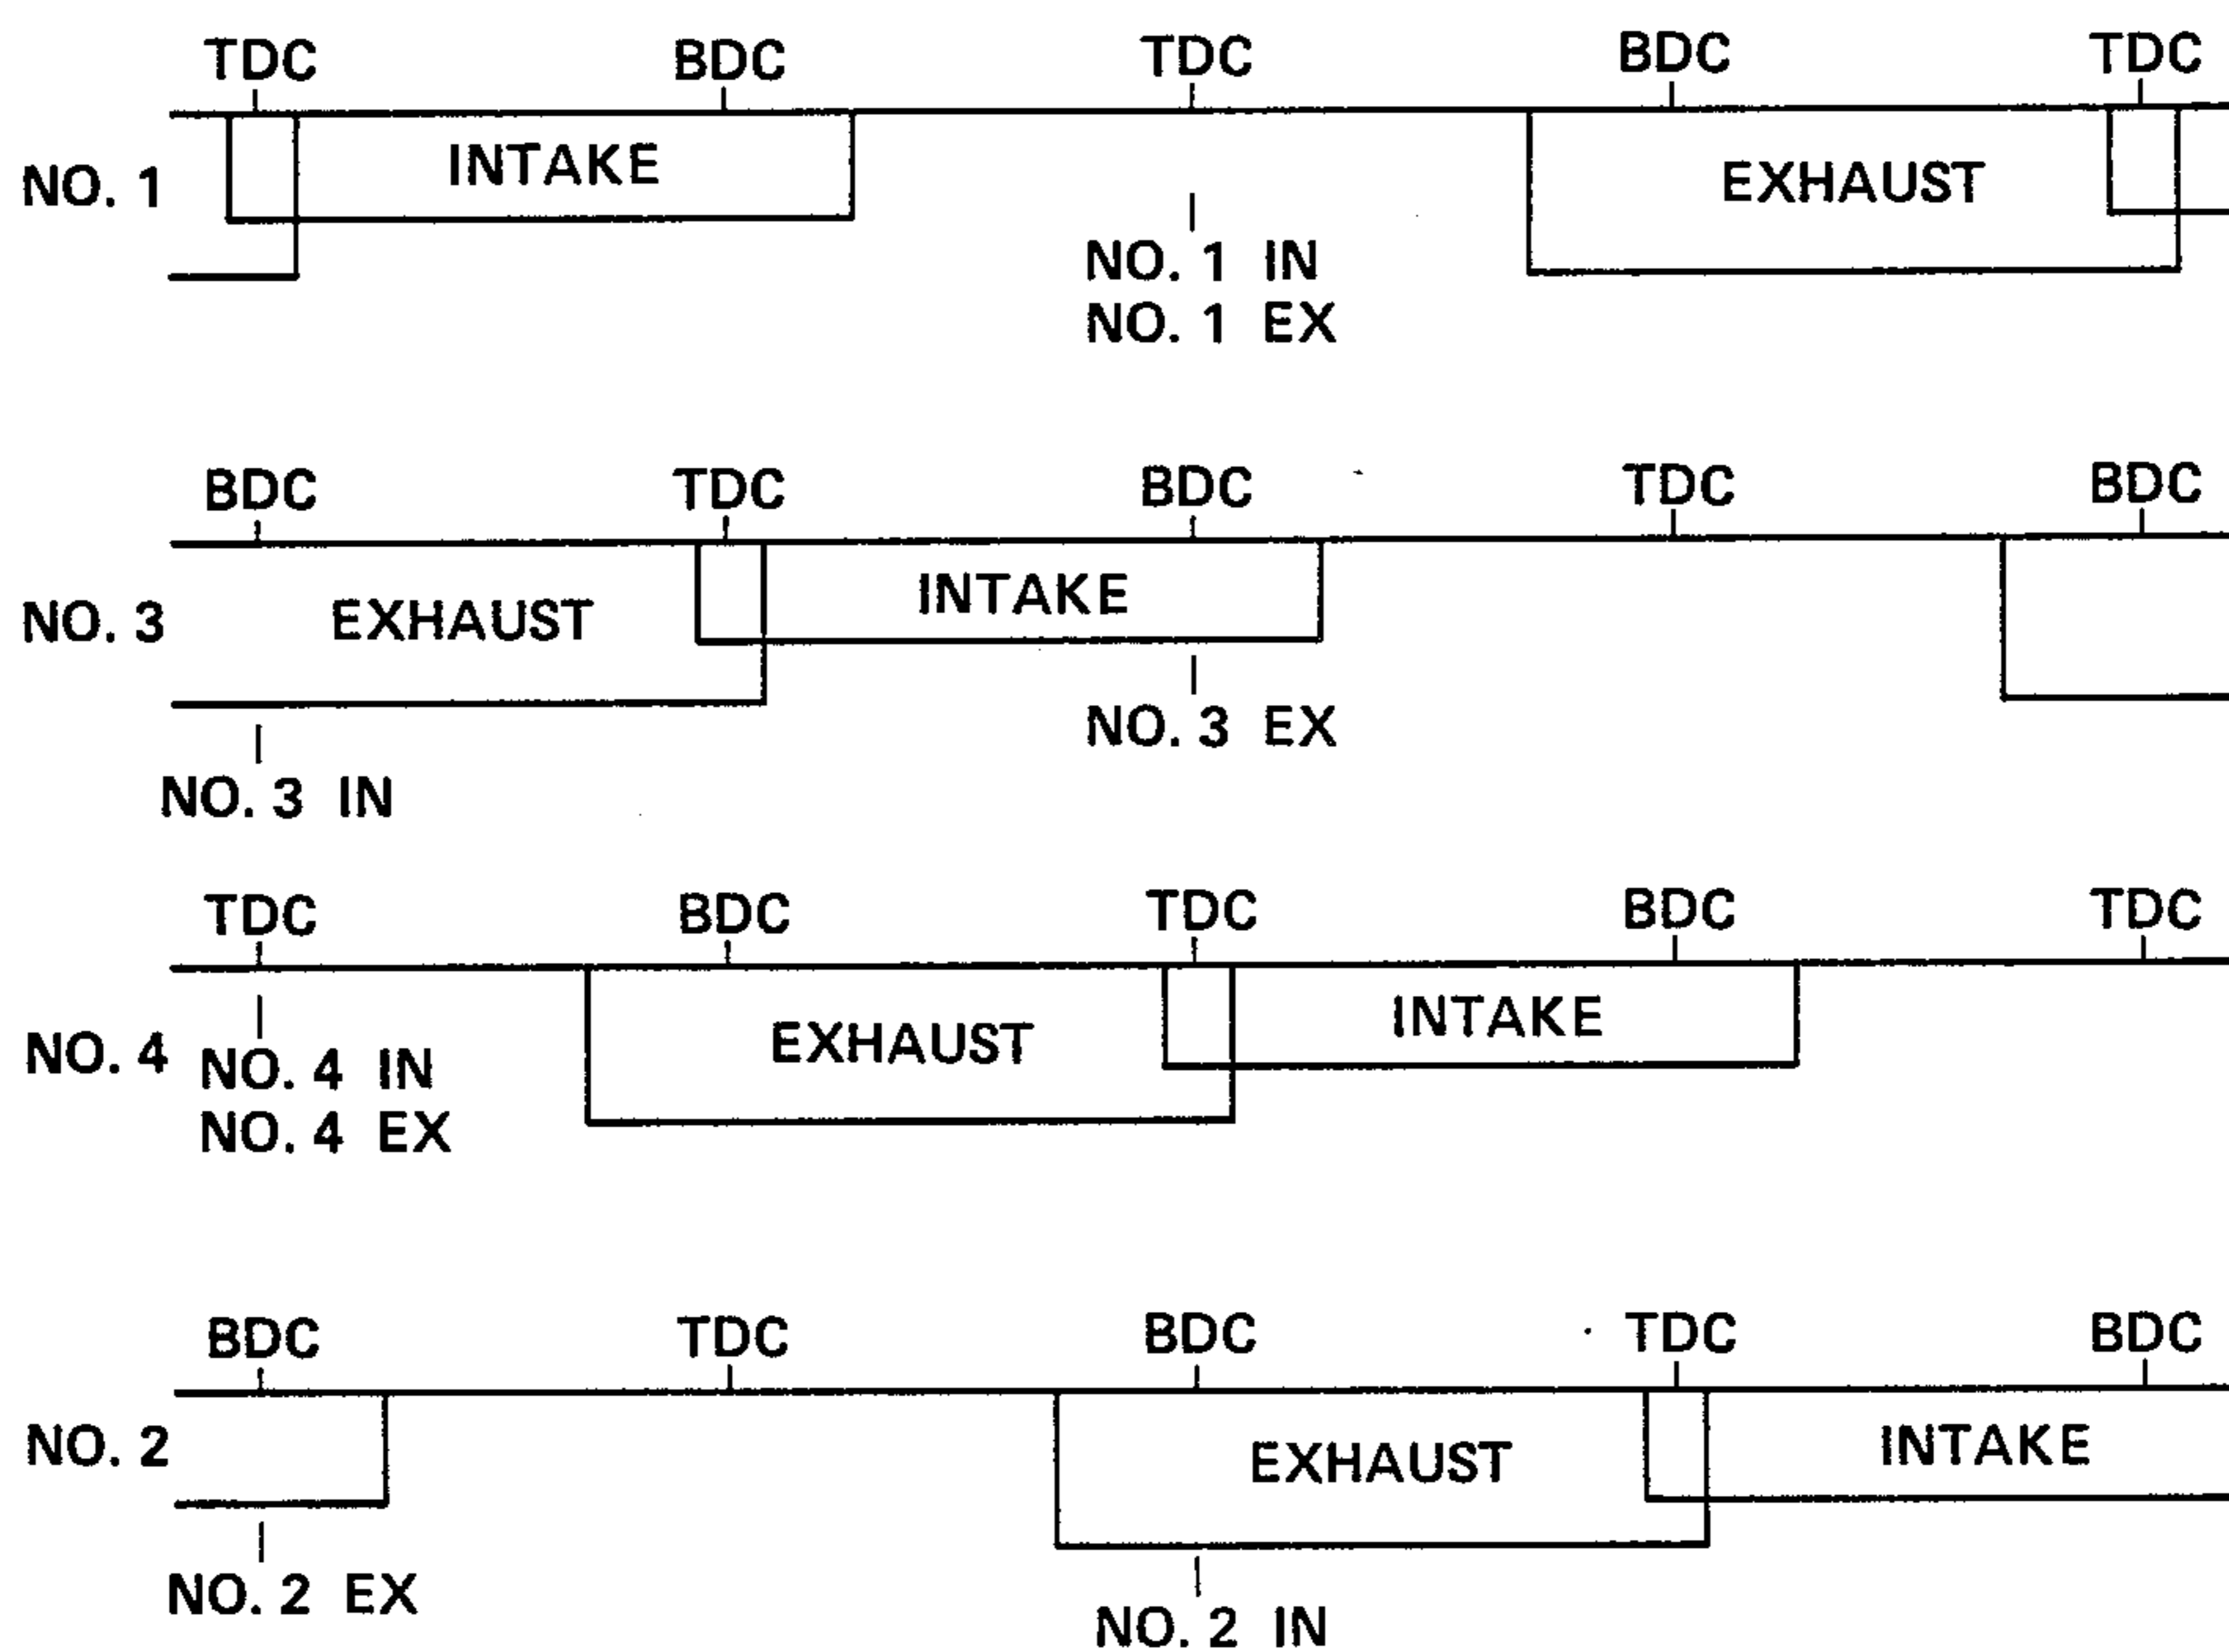 TDC BDC TDC BDC TDC
NO. 1 INTAKE EXHAUST
NO. 1 IN
NO. 1 EX
BDC TDC BDC TDC BDC
NO. 3 EXHAUST INTAKE
NO. 3 EX
NO. 3 IN
TDC BDC TDC BDC TDC
NO. 4 EXHAUST INTAKE
NO. 4 IN
NO. 4 EX
BDC TDC BDC TDC BDC
NO. 2 EXHAUST INTAKE
NO. 2 EX
NO. 2 IN